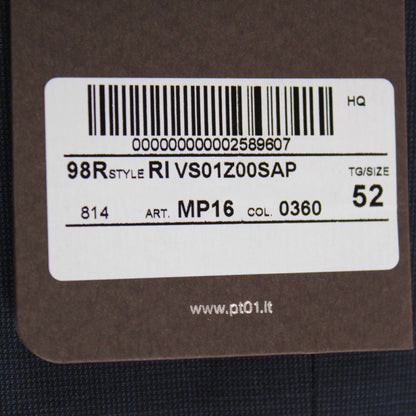 HQ
000000000002589607
98R STYLE RI VS01Z00SAP TG/SIZE
814 ART. MP16 COL. 0360 52
www.pt01.it